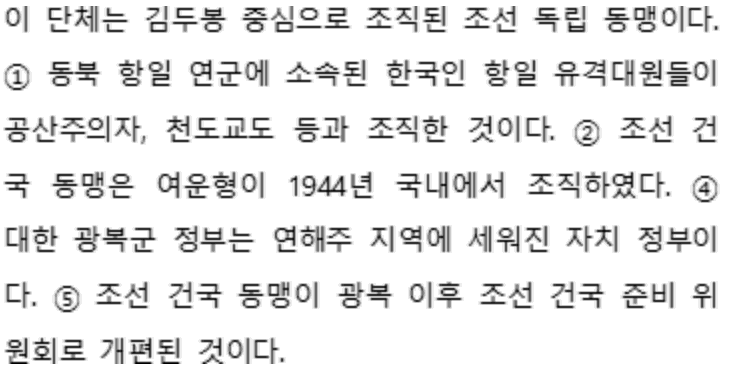 이 단체는 김두봉 중심으로 조직된 조선 독립 동맹이다.
① 동북 항일 연군에 소속된 한국인 항일 유격대원들이
공산주의자, 천도교도 등과 조직한 것이다. ② 조선 건
국 동맹은 여운형이 1944년 국내에서 조직하였다. ④
대한 광복군 정부는 연해주 지역에 세워진 자치 정부이
다. ⑤ 조선 건국 동맹이 광복 이후 조선 건국 준비 위
원회로 개편된 것이다.